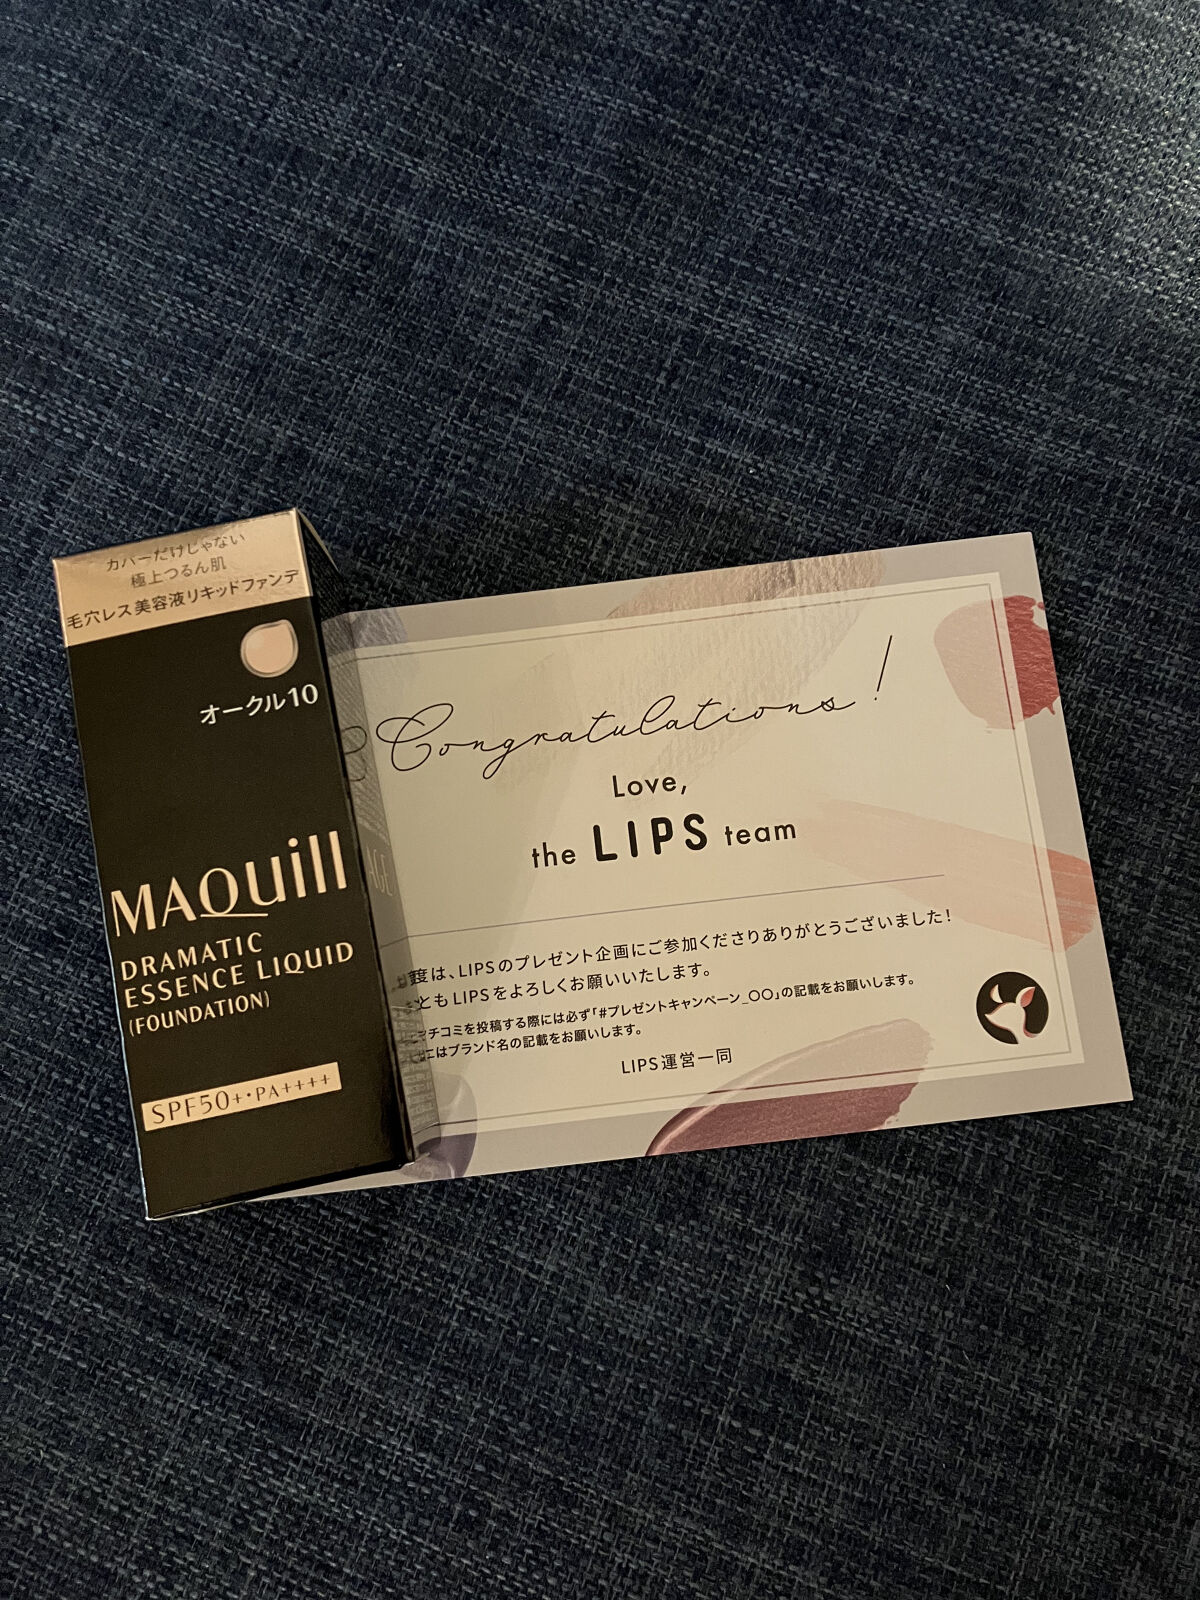 カバーだけじゃない
極上つるん肌
毛穴レス美容液リキッドファンデ
オークル10
MAQuill
DRAMATIC
ESSENCE LIQUID
(FOUNDATION)
SPF50+・PA++++
AGE
Congratulations!
Love,
the LIPS team
度は、LIPSのプレゼント企画にご参加くださりありがとうございました!
ともLIPSをよろしくお願いいたします。
チコミを投稿する際には必ず「#プレゼントキャンペーン_〇〇」の記載をお願いします。
にはブランド名の記載をお願いします。
LIPS運営一同